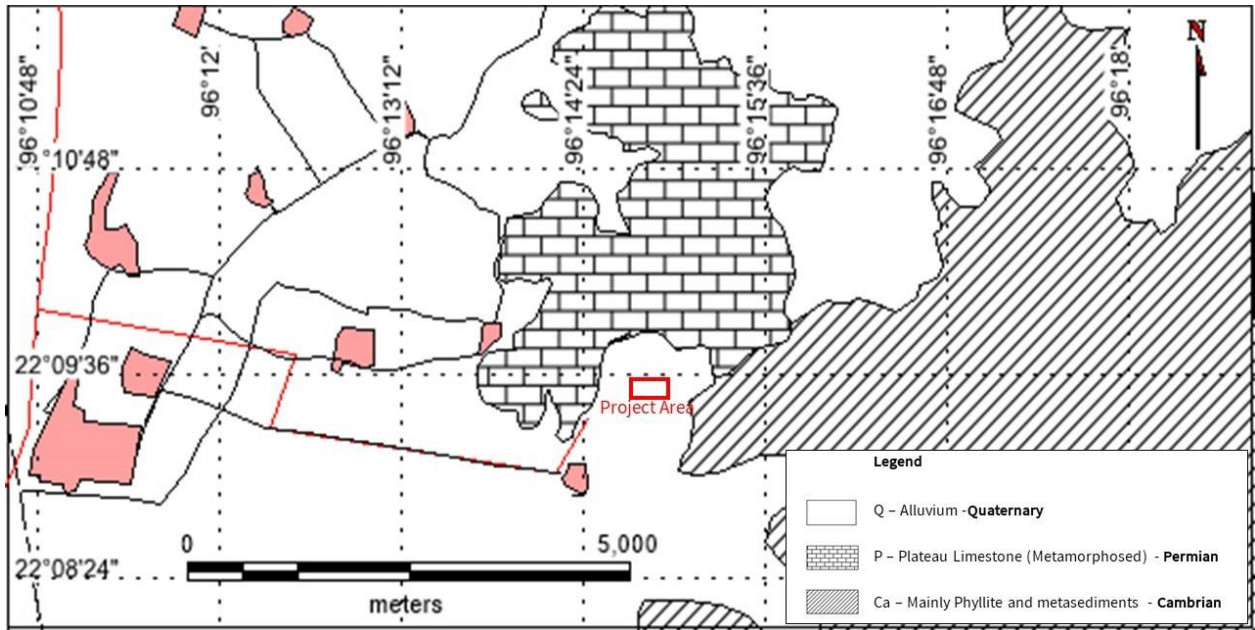 N
96°10'48"
96°12'
96°13'12"
96°14'24"
96°15'36"
96°16'48"
96°18'
°10'48"
22°09'36"
Project Area
22°08'24"
0 5,000
meters
Legend
Q – Alluvium -Quaternary
P – Plateau Limestone (Metamorphosed) - Permian
Ca – Mainly Phyllite and metasediments - Cambrian